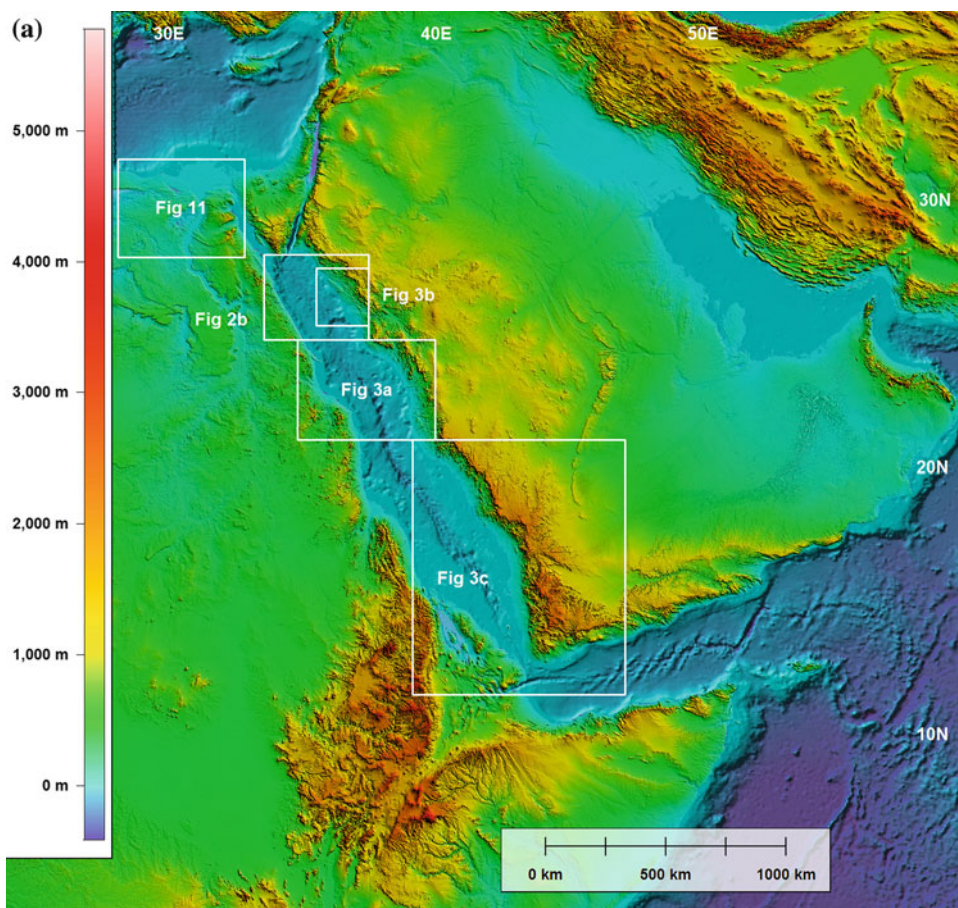 (a)
30E
40E
50E
5,000 m
4,000 m
3,000 m
2,000 m
1,000 m
0 m
Fig 11
30N
Fig 3b
Fig 2b
Fig 3a
20N
Fig 3c
10N
0 km
500 km
1000 km